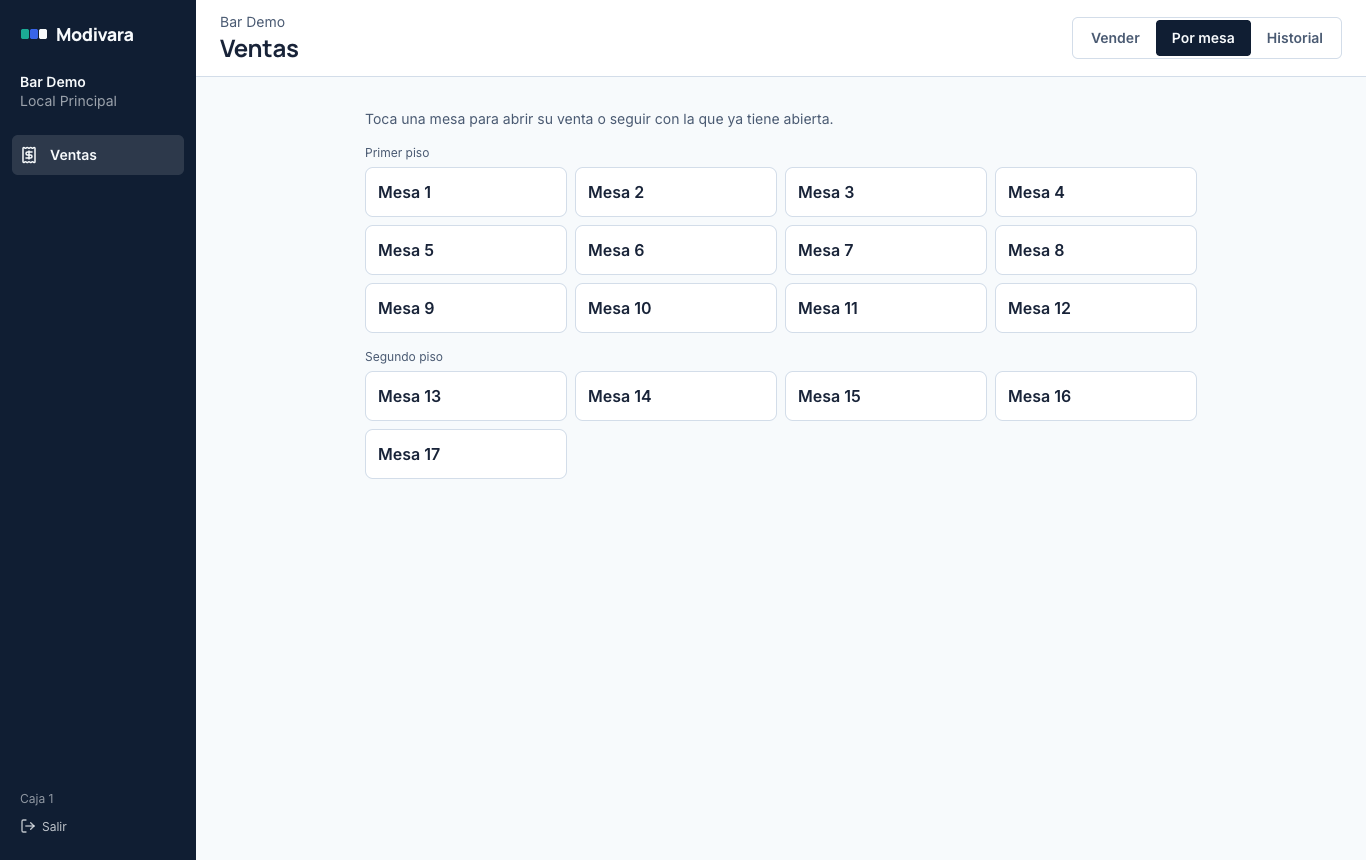 Modivara
Bar Demo
Local Principal
Ventas
Caja 1
Salir
Bar Demo
Ventas
Vender
Por mesa
Historial
Toca una mesa para abrir su venta o seguir con la que ya tiene abierta.
Primer piso
Mesa 1
Mesa 2
Mesa 3
Mesa 4
Mesa 5
Mesa 6
Mesa 7
Mesa 8
Mesa 9
Mesa 10
Mesa 11
Mesa 12
Segundo piso
Mesa 13
Mesa 14
Mesa 15
Mesa 16
Mesa 17